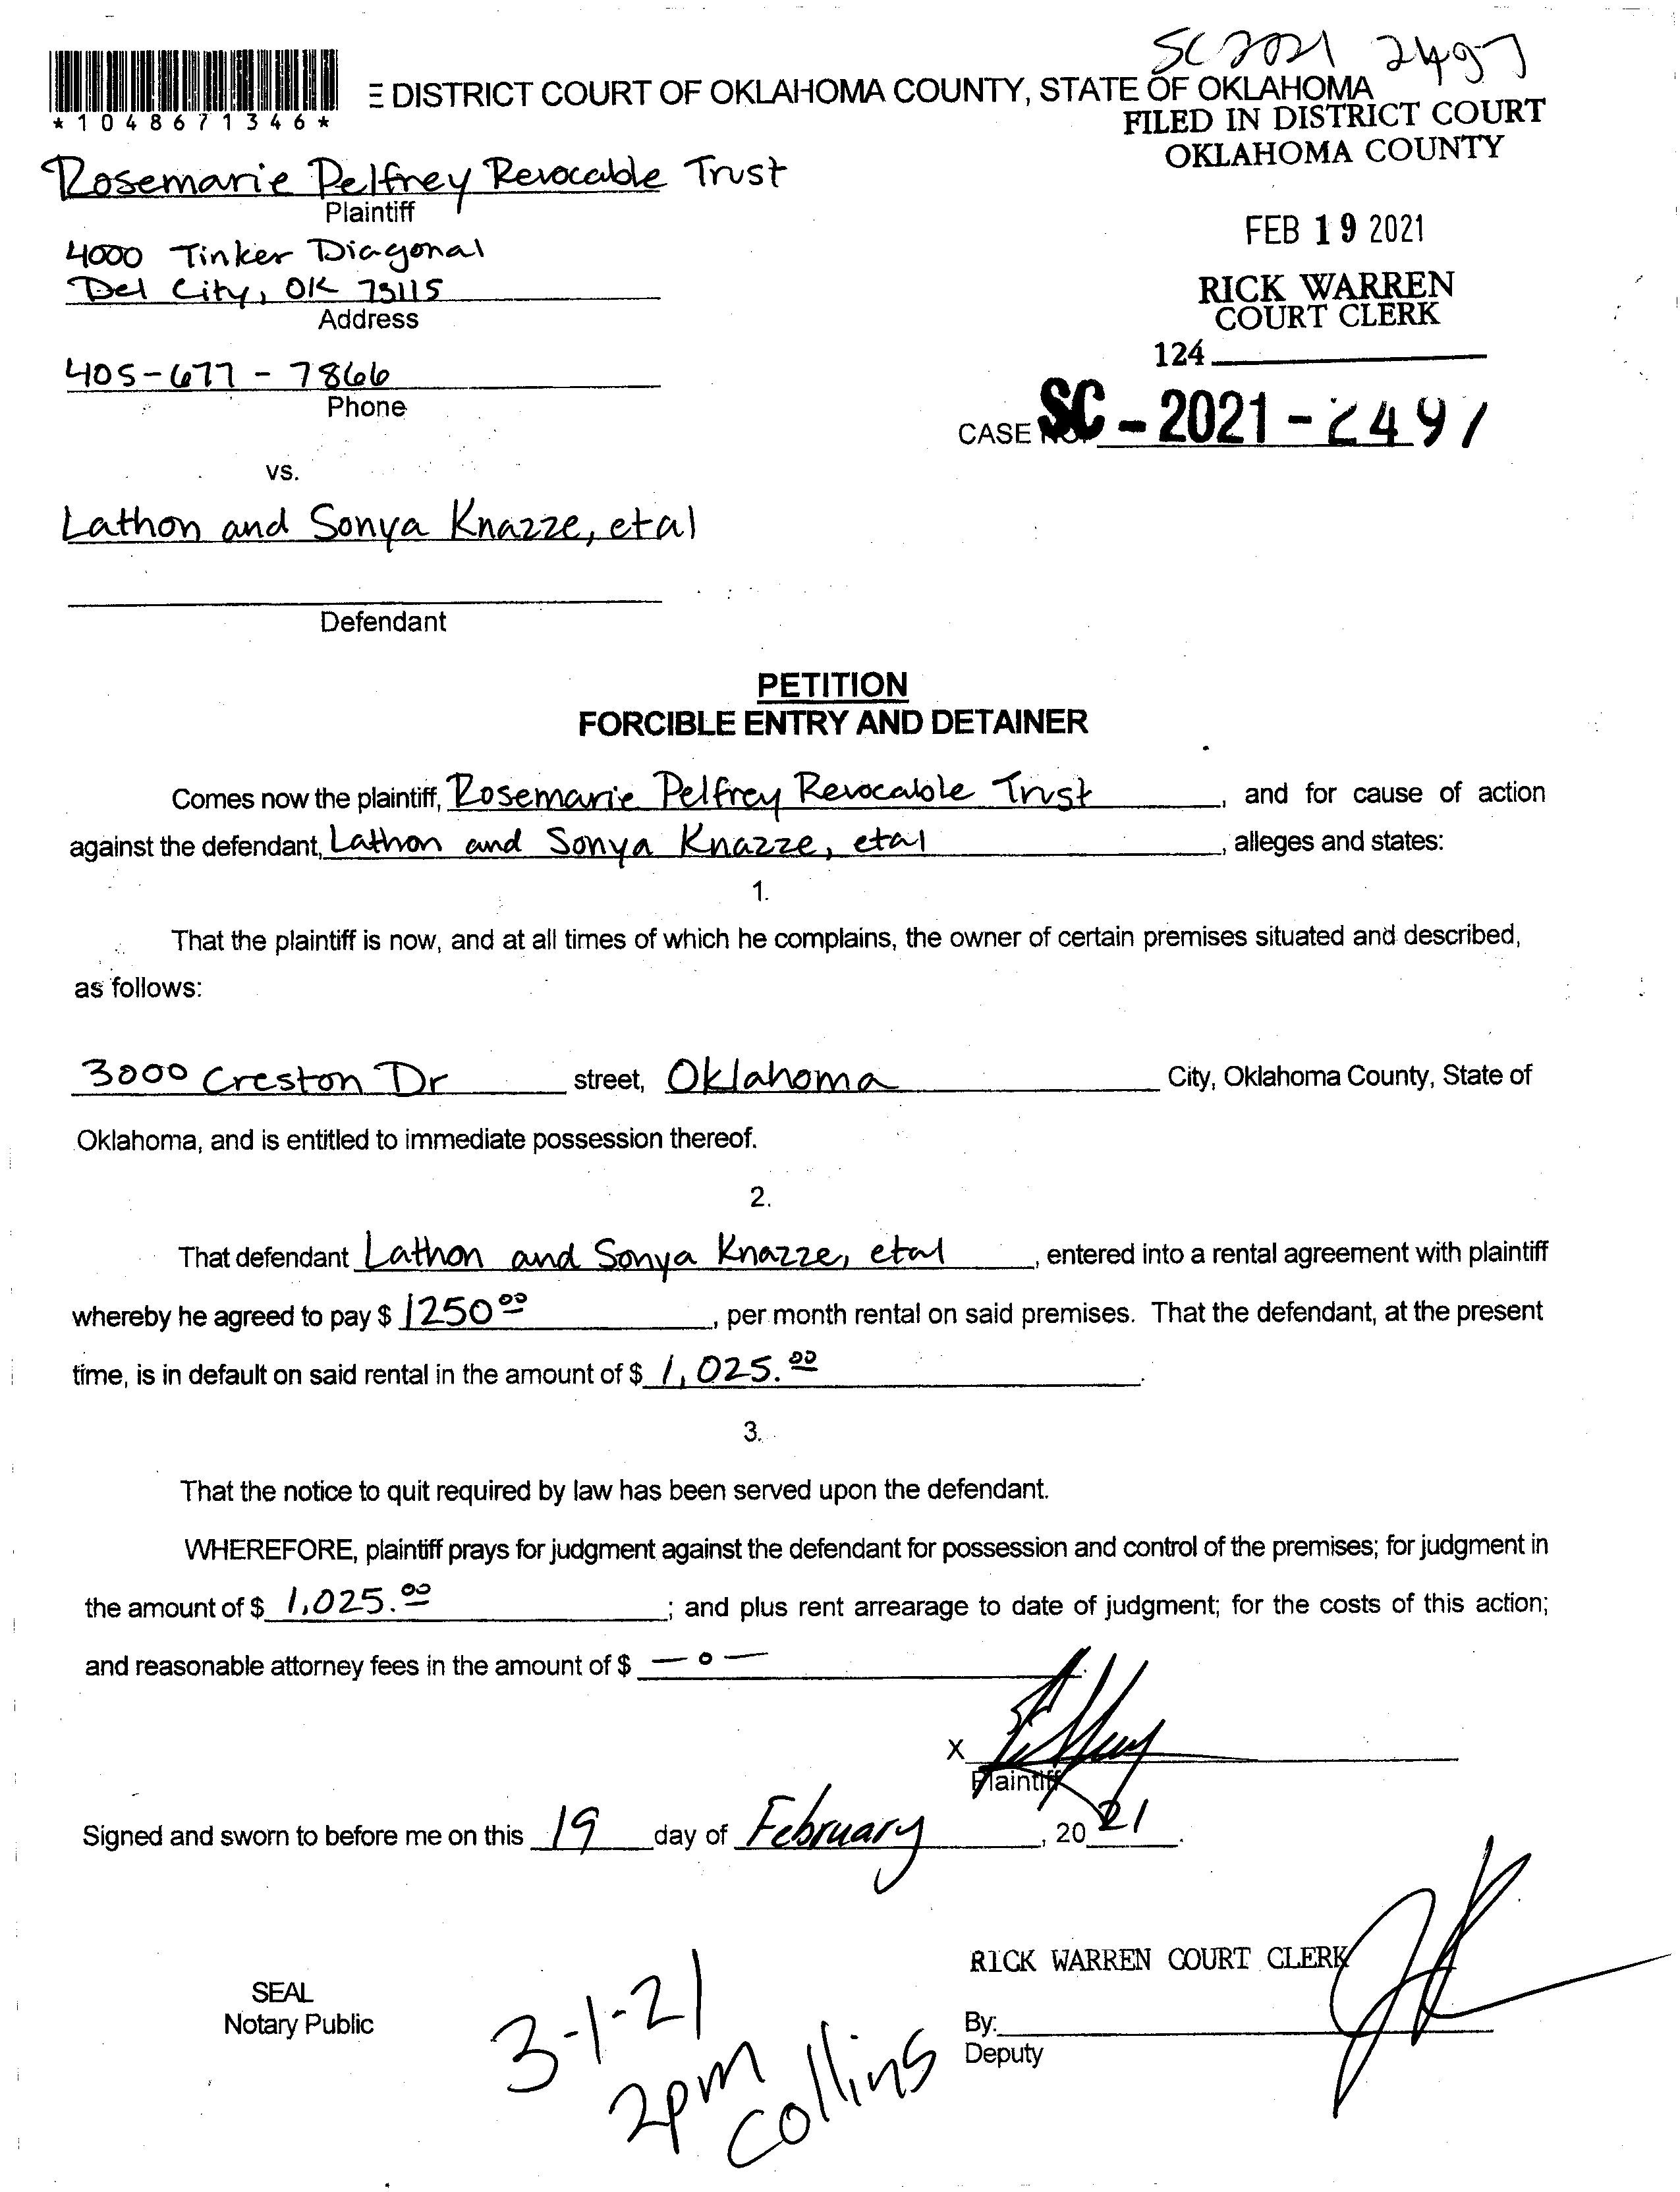 SC 2021 2497
E DISTRICT COURT OF OKLAHOMA COUNTY, STATE OF OKLAHOMA
*1048671346*
FILED IN DISTRICT COURT
OKLAHOMA COUNTY
Rosemarie Pelfrey Revocable Trust
Plaintiff
FEB 19 2021
4000 Tinker Diagonal
Del City, OK 73115
Address
RICK WARREN
COURT CLERK
124
405-677-7866
Phone
CASE NO. SC-2021-2497
vs.
Lathon and Sonya Knazze, etal
Defendant
PETITION
FORCIBLE ENTRY AND DETAINER
Comes now the plaintiff, Rosemarie Pelfrey Revocable Trust, and for cause of action
against the defendant, Lathon and Sonya Knazze, etal, alleges and states:
1.
That the plaintiff is now, and at all times of which he complains, the owner of certain premises situated and described,
as follows:
3000 Creston Dr street, Oklahoma City, Oklahoma County, State of
Oklahoma, and is entitled to immediate possession thereof.
2.
That defendant Lathon and Sonya Knazze, etal, entered into a rental agreement with plaintiff
whereby he agreed to pay $ 1250.00, per month rental on said premises. That the defendant, at the present
time, is in default on said rental in the amount of $ 1,025.00.
3.
That the notice to quit required by law has been served upon the defendant.
WHEREFORE, plaintiff prays for judgment against the defendant for possession and control of the premises; for judgment in
the amount of $ 1,025.00; and plus rent arrearage to date of judgment; for the costs of this action;
and reasonable attorney fees in the amount of $ -0-
X
Plaintiff
Signed and sworn to before me on this 19 day of February, 2021.
RICK WARREN COURT CLERK
SEAL
Notary Public
By:
Deputy
3-1-21
2pm
Collins